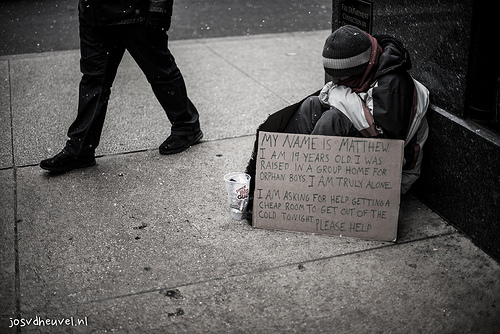 MY NAME IS MATTHEW.
I AM 19 YEARS OLD. I WAS
RAISED IN A GROUP HOME FOR
ORPHAN BOYS. I AM TRULY ALONE.
I AM ASKING FOR HELP GETTING A
CHEAP ROOM TO GET OUT OF THE
COLD TONIGHT. PLEASE HELP
josvdheuvel.nl